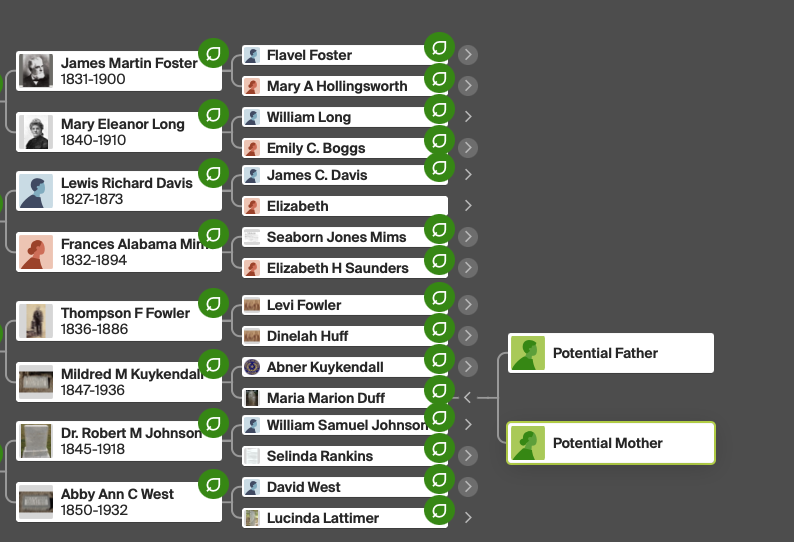 James Martin Foster
1831-1900
Mary Eleanor Long
1840-1910
Lewis Richard Davis
1827-1873
Frances Alabama Mim
1832-1894
Thompson F Fowler
1836-1886
Mildred M Kuykendall
1847-1936
Dr. Robert M Johnson
1845-1918
Abby Ann C West
1850-1932
Flavel Foster
Mary A Hollingsworth
William Long
Emily C. Boggs
James C. Davis
Elizabeth
Seaborn Jones Mims
Elizabeth H Saunders
Levi Fowler
Dinelah Huff
Abner Kuykendall
Maria Marion Duff
William Samuel Johnson
Selinda Rankins
David West
Lucinda Lattimer
Potential Father
Potential Mother